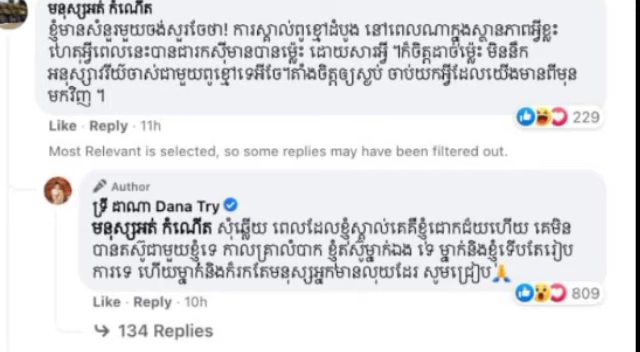 មនុស្សអត់ កំណើត
ខ្ញុំមានសំនួរមួយចង់សួរចែថា! ការស្គាល់ពូខ្មៅដំបូង នៅពេលណាក្នុងស្ថានភាពអ្វីខ្លះ
ហេតុអ្វីពេលនេះបានជារកស៊ីមានបានម្ល៉េះ ដោយសារអ្វី ។ក៏ចិត្តដាច់ម្ល៉េះ មិននឹក
អនុស្សាវរីយ៍ចាស់ជាមួយពូខ្មៅទេអីចែ។តាំងចិត្តឲ្យស្ងប់ ចាប់យកអ្វីដែលយើងមានពីមុន
មកវិញ ។
Like · Reply · 11h
229
Most Relevant is selected, so some replies may have been filtered out.
Author
ទ្រី ដាណា Dana Try
មនុស្សអត់ កំណើត សុំឆ្លើយ ពេលដែលខ្ញុំស្គាល់គេគឺខ្ញុំជោកជ័យហើយ គេមិន
បានតស៊ូជាមួយខ្ញុំទេ កាលគ្រាលំបាក ខ្ញុំតស៊ូម្នាក់ឯង ទេ ម្នាក់និងខ្ញុំទើបតែរៀប
ការទេ ហើយម្នាក់និងក៏រកតែមនុស្សអ្នកមានលុយដែរ សូមជ្រៀប🙏
809
Like · Reply · 10h
134 Replies